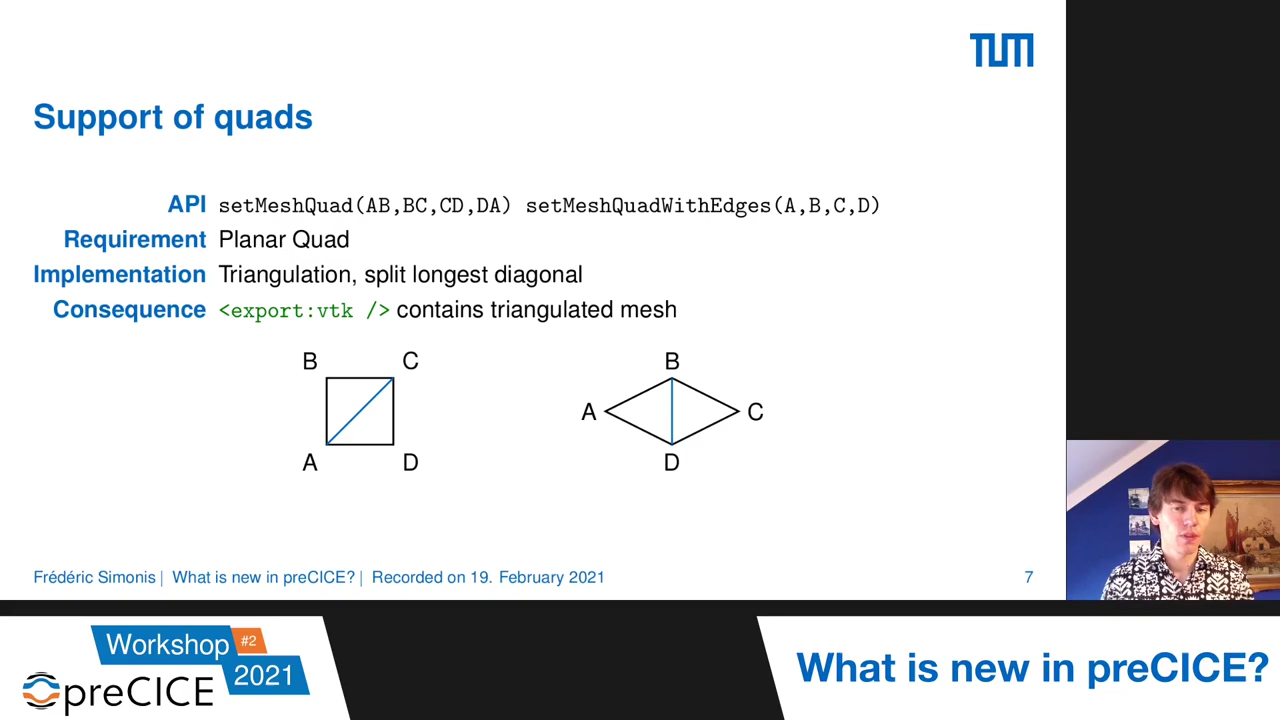 TUM
Support of quads
API setMeshQuad(AB,BC,CD,DA) setMeshQuadWithEdges(A,B,C,D)
Requirement Planar Quad
Implementation Triangulation, split longest diagonal
Consequence <export:vtk /> contains triangulated mesh
B C B
A C
A D D
Frédéric Simonis | What is new in preCICE? | Recorded on 19. February 2021 7
Workshop #2
2021
preCICE
What is new in preCICE?